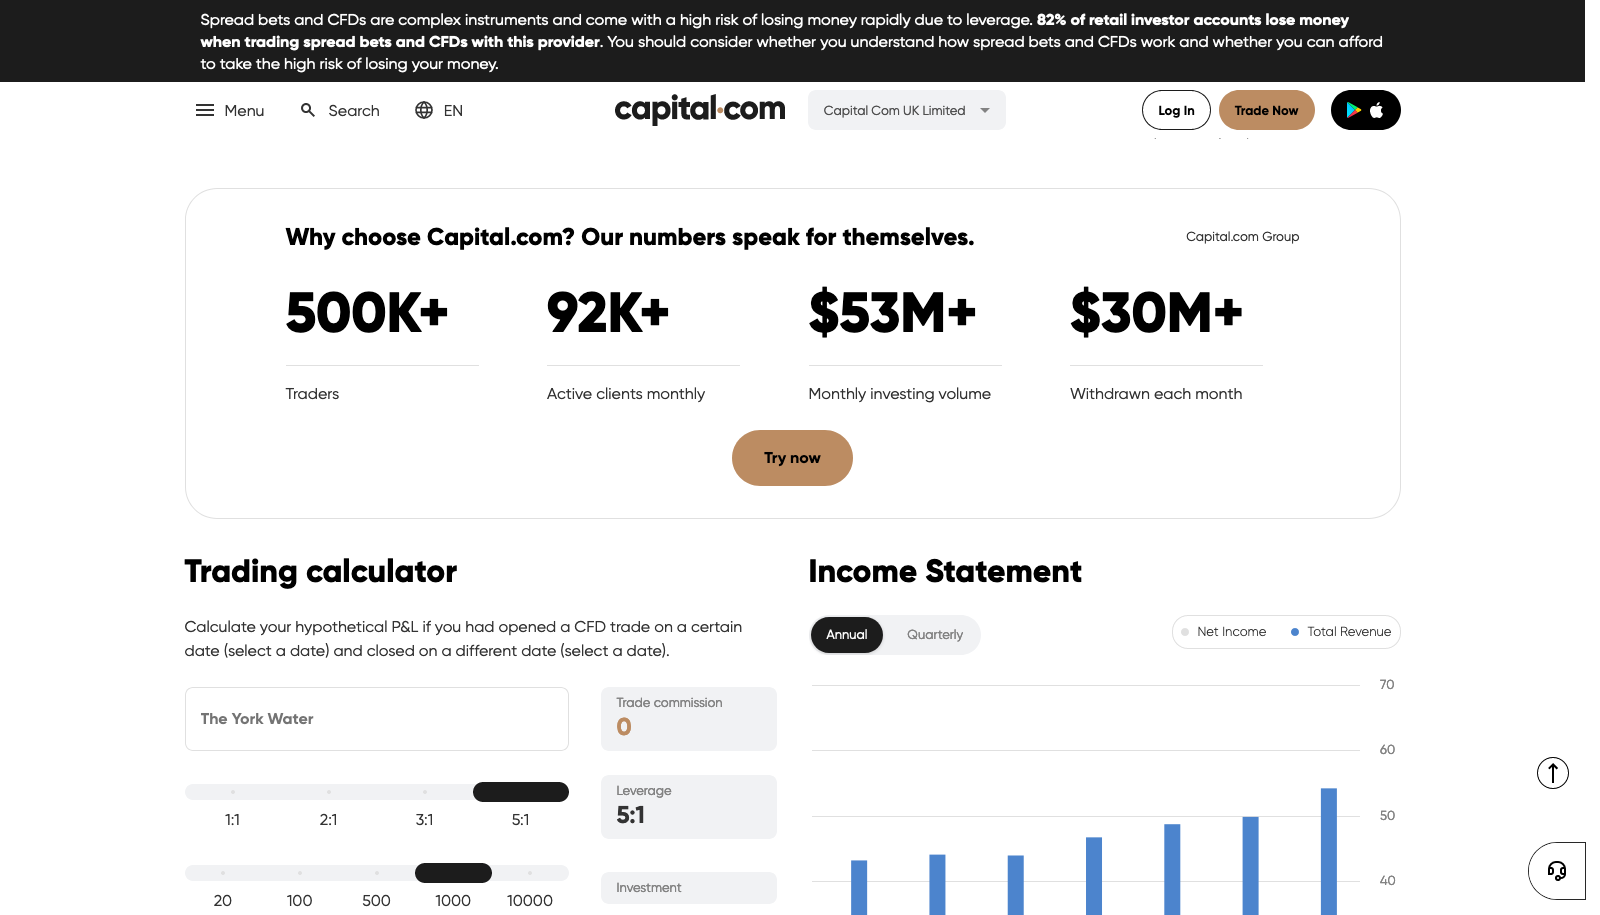 Spread bets and CFDs are complex instruments and come with a high risk of losing money rapidly due to leverage. 82% of retail investor accounts lose money
when trading spread bets and CFDs with this provider. You should consider whether you understand how spread bets and CFDs work and whether you can afford
to take the high risk of losing your money.
Menu
Search
EN
capital.com
Capital Com UK Limited
Log In
Trade Now
Why choose Capital.com? Our numbers speak for themselves.
Capital.com Group
500K+
92K+
$53M+
$30M+
Traders
Active clients monthly
Monthly investing volume
Withdrawn each month
Try now
Trading calculator
Calculate your hypothetical P&L if you had opened a CFD trade on a certain
date (select a date) and closed on a different date (select a date).
The York Water
Trade commission
0
1:1
2:1
3:1
5:1
Leverage
5:1
20
100
500
1000
10000
Investment
Income Statement
Annual
Quarterly
Net Income
Total Revenue
70
60
50
40